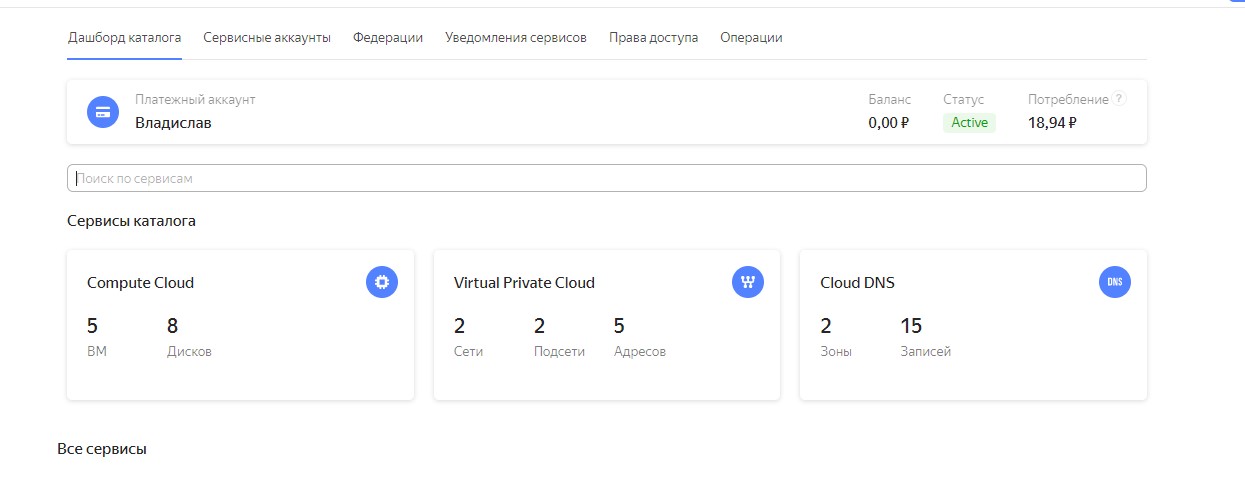 Дашборд каталога Сервисные аккаунты Федерации Уведомления сервисов Права доступа Операции
Платежный аккаунт Баланс Статус Потребление ?
Владислав 0,00 ₽ Active 18,94 ₽
Поиск по сервисам
Сервисы каталога
Compute Cloud
5 8
ВМ Дисков
Virtual Private Cloud
2 2 5
Сети Подсети Адресов
Cloud DNS DNS
2 15
Зоны Записей
Все сервисы